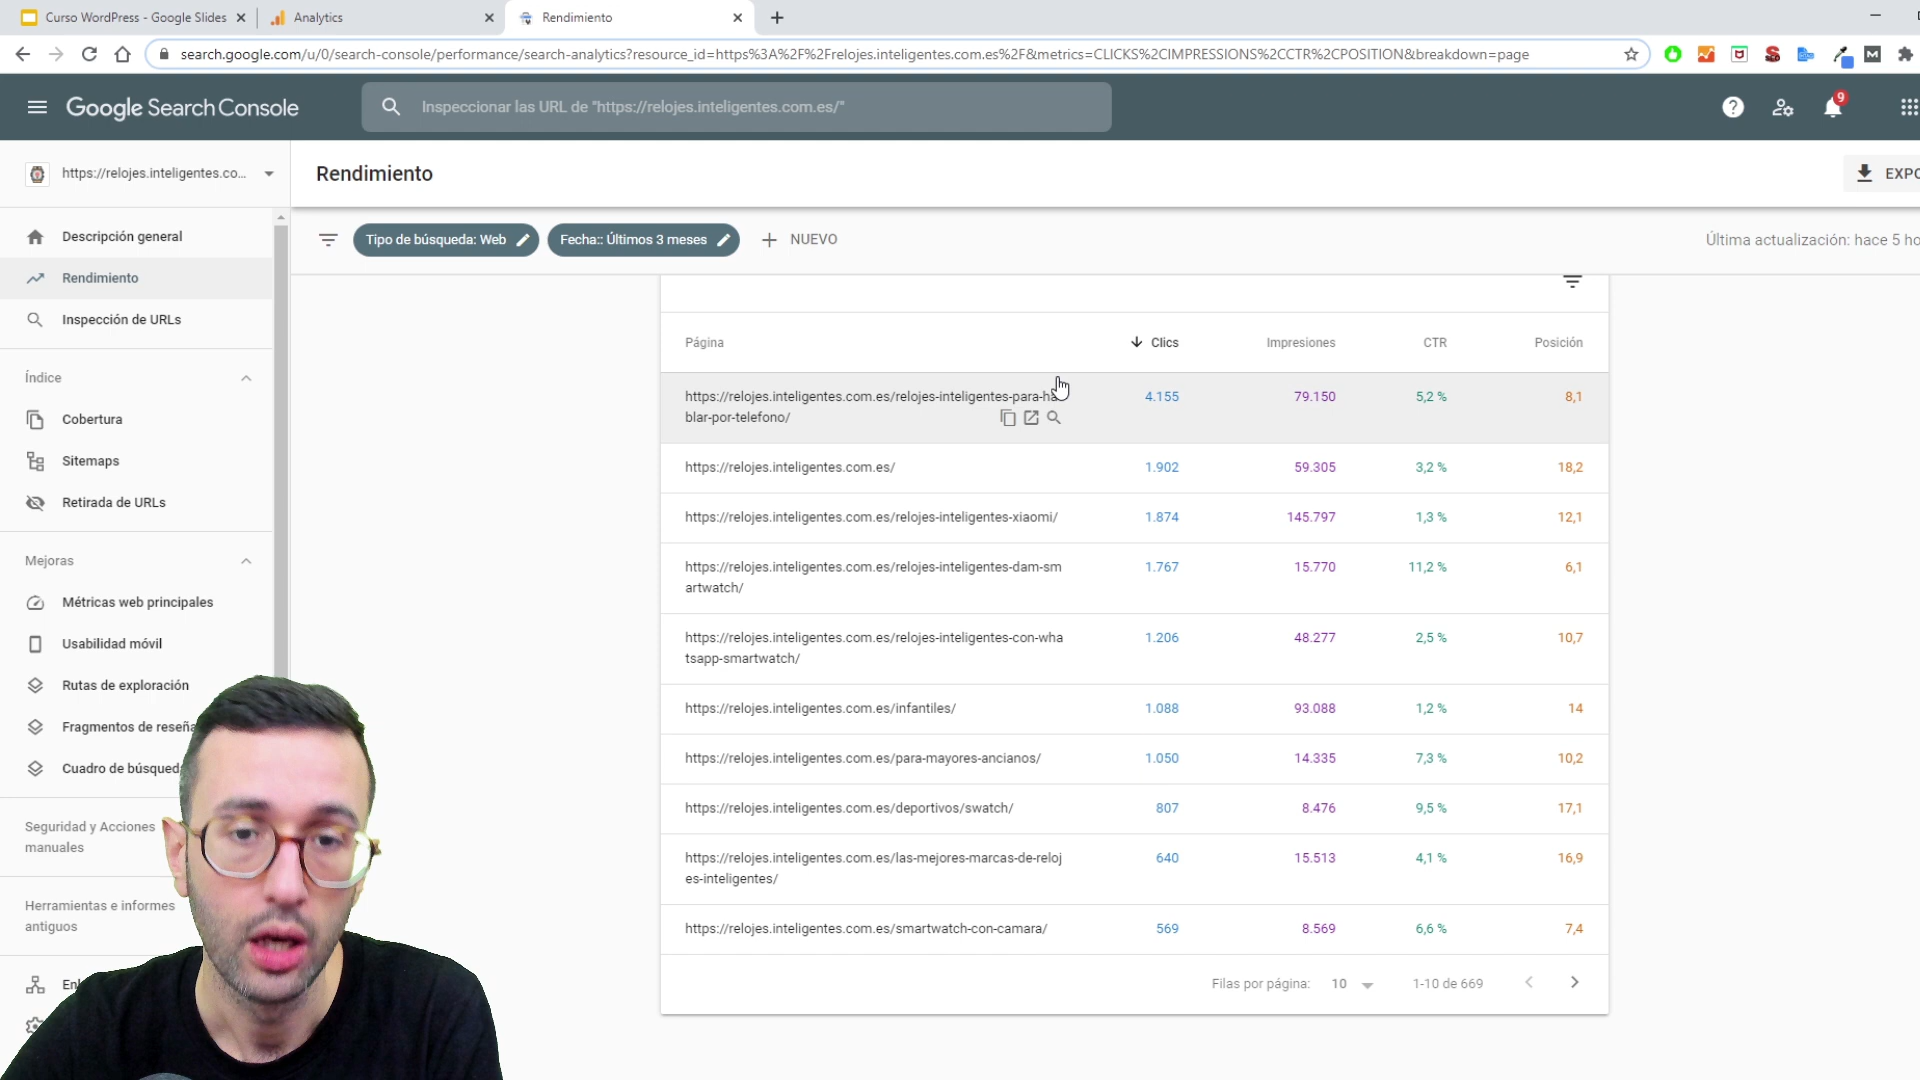 Curso WordPress - Google Slides
Analytics
Rendimiento
search.google.com/u/0/search-console/performance/search-analytics?resource_id=https%3A%2F%2Frelojes.inteligentes.com.es%2F&metrics=CLICKS%2CIMPRESSIONS%2CCTR%2CPOSITION&breakdown=page
Google Search Console
Inspeccionar las URL de "https://relojes.inteligentes.com.es/"
9
https://relojes.inteligentes.co...
Rendimiento
EXPO
Tipo de búsqueda: Web
Fecha:: Últimos 3 meses
NUEVO
Última actualización: hace 5 ho
Descripción general
Rendimiento
Inspección de URLs
Índice
Cobertura
Sitemaps
Retirada de URLs
Mejoras
Métricas web principales
Usabilidad móvil
Rutas de exploración
Fragmentos de reseña
Cuadro de búsqued
Seguridad y Acciones
manuales
Herramientas e informes
antiguos
Página Clics Impresiones CTR Posición
https://relojes.inteligentes.com.es/relojes-inteligentes-para-ha 4.155 79.150 5,2 % 8,1
blar-por-telefono/
https://relojes.inteligentes.com.es/ 1.902 59.305 3,2 % 18,2
https://relojes.inteligentes.com.es/relojes-inteligentes-xiaomi/ 1.874 145.797 1,3 % 12,1
https://relojes.inteligentes.com.es/relojes-inteligentes-dam-sm 1.767 15.770 11,2 % 6,1
artwatch/
https://relojes.inteligentes.com.es/relojes-inteligentes-con-wha 1.206 48.277 2,5 % 10,7
tsapp-smartwatch/
https://relojes.inteligentes.com.es/infantiles/ 1.088 93.088 1,2 % 14
https://relojes.inteligentes.com.es/para-mayores-ancianos/ 1.050 14.335 7,3 % 10,2
https://relojes.inteligentes.com.es/deportivos/swatch/ 807 8.476 9,5 % 17,1
https://relojes.inteligentes.com.es/las-mejores-marcas-de-reloj 640 15.513 4,1 % 16,9
es-inteligentes/
https://relojes.inteligentes.com.es/smartwatch-con-camara/ 569 8.569 6,6 % 7,4
Filas por página: 10 1-10 de 669